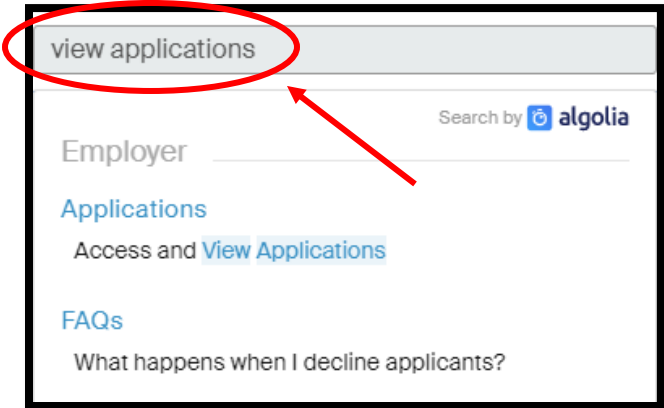 view applications
Search by algolia
Employer
Applications
Access and View Applications
FAQs
What happens when I decline applicants?